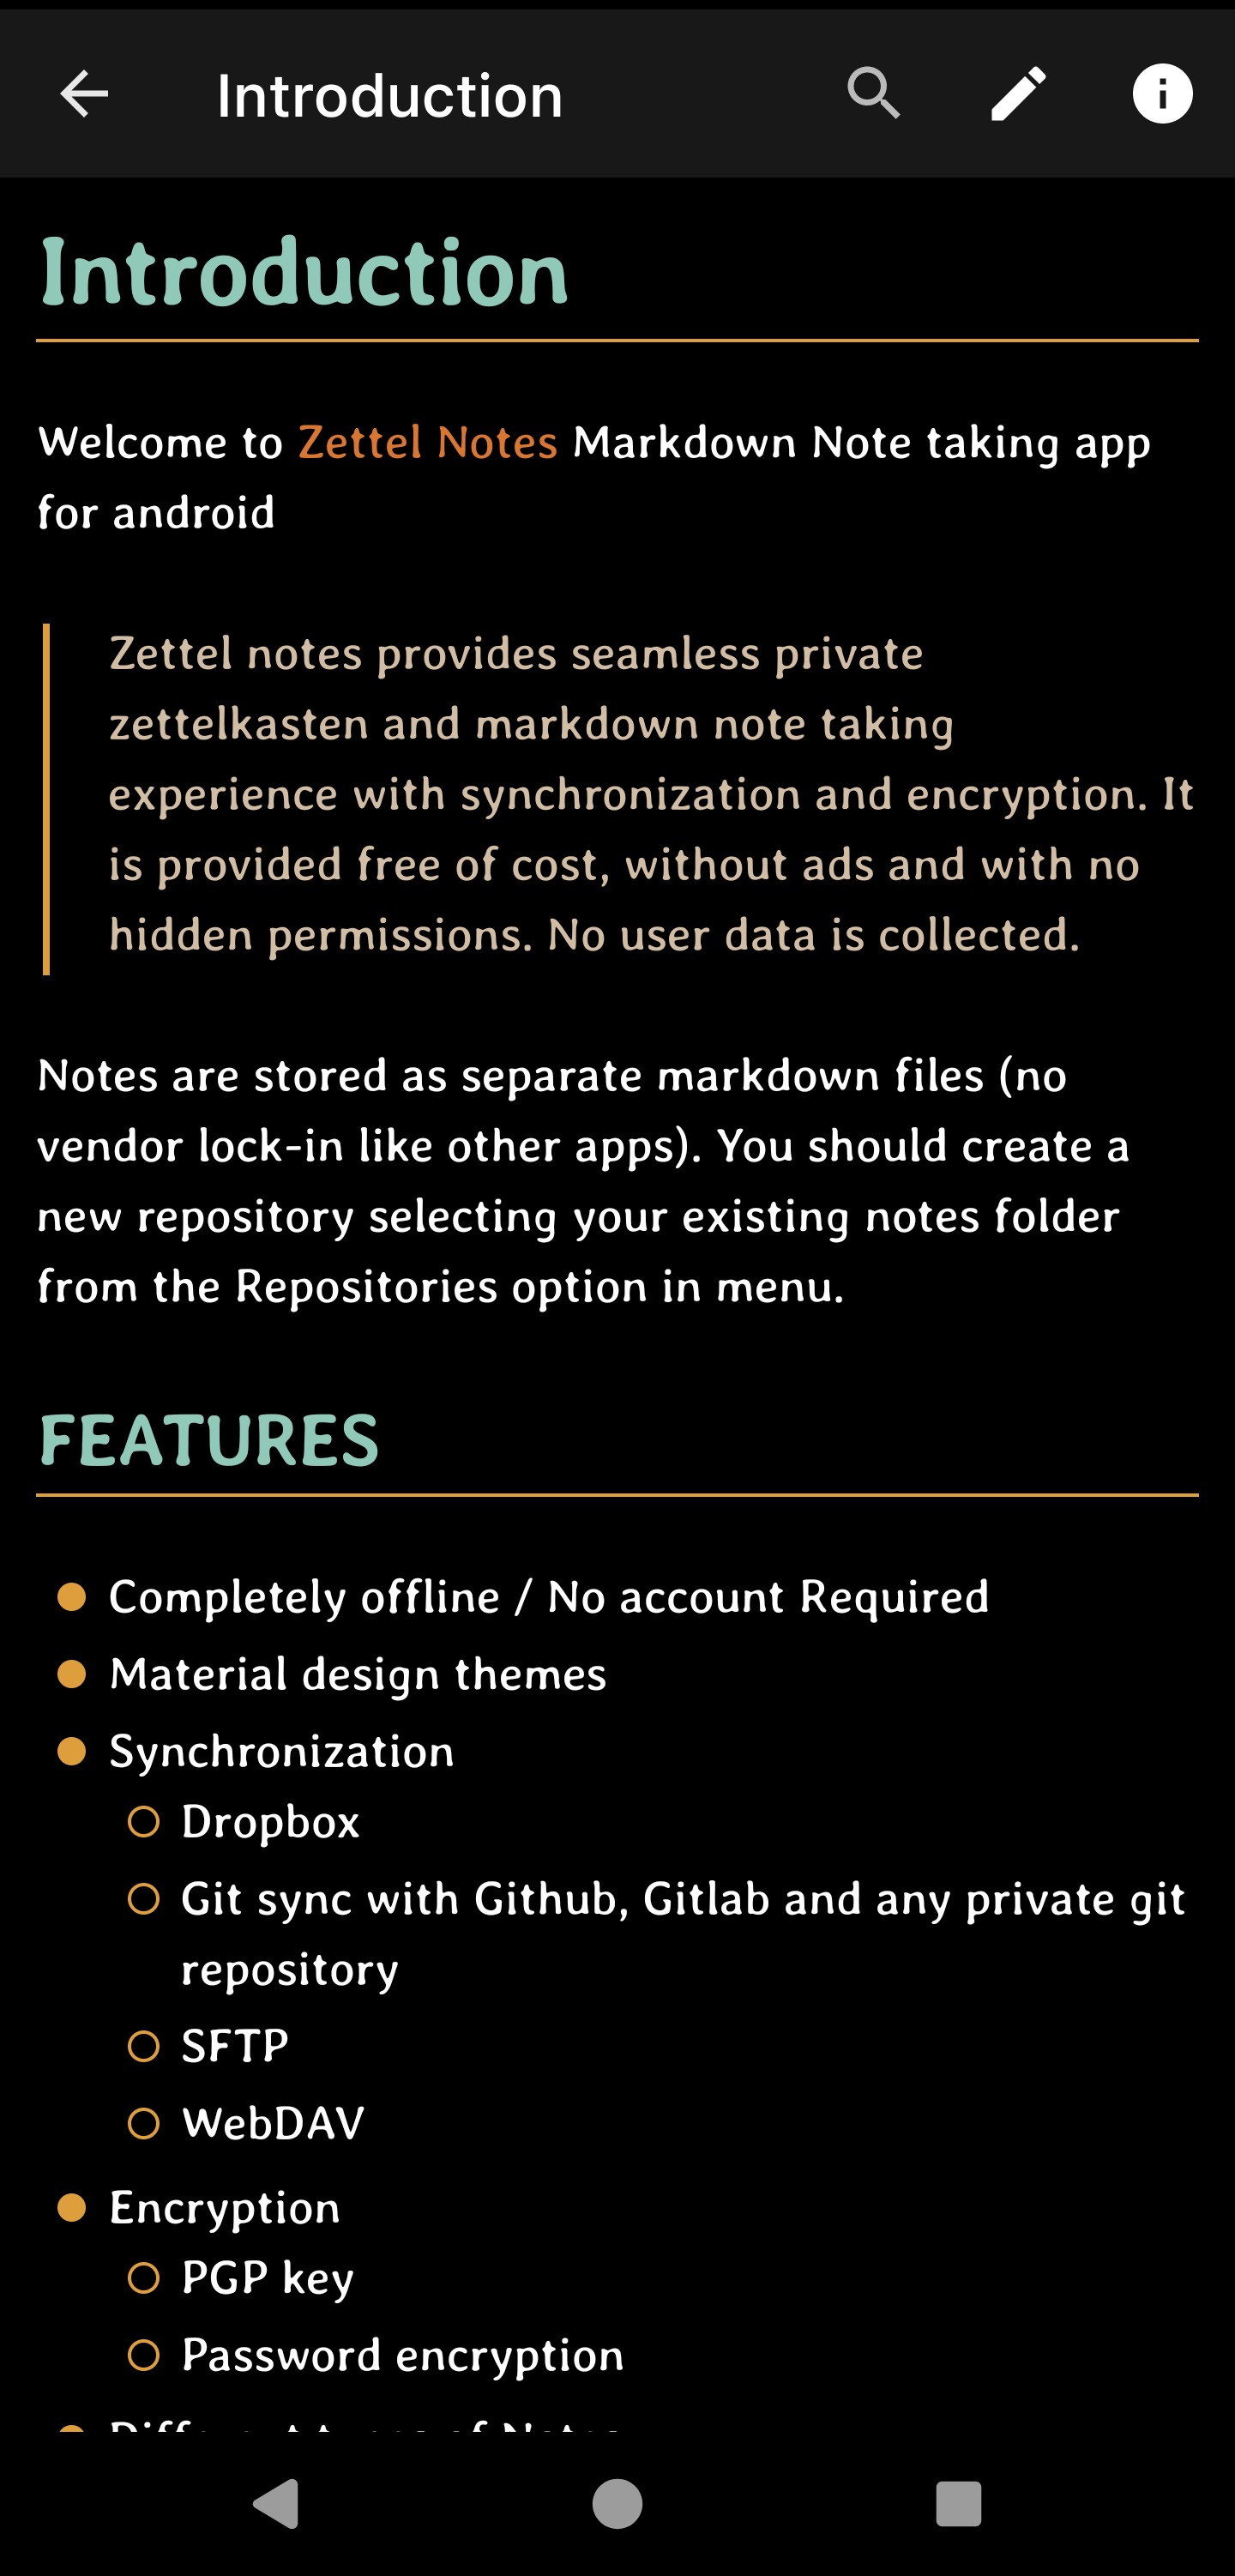 Introduction
Introduction
Welcome to Zettel Notes Markdown Note taking app
for android
Zettel notes provides seamless private
zettelkasten and markdown note taking
experience with synchronization and encryption. It
is provided free of cost, without ads and with no
hidden permissions. No user data is collected.
Notes are stored as separate markdown files (no
vendor lock-in like other apps). You should create a
new repository selecting your existing notes folder
from the Repositories option in menu.
FEATURES
Completely offline / No account Required
Material design themes
Synchronization
Dropbox
Git sync with Github, Gitlab and any private git
repository
SFTP
WebDAV
Encryption
PGP key
Password encryption
Different types of Notes